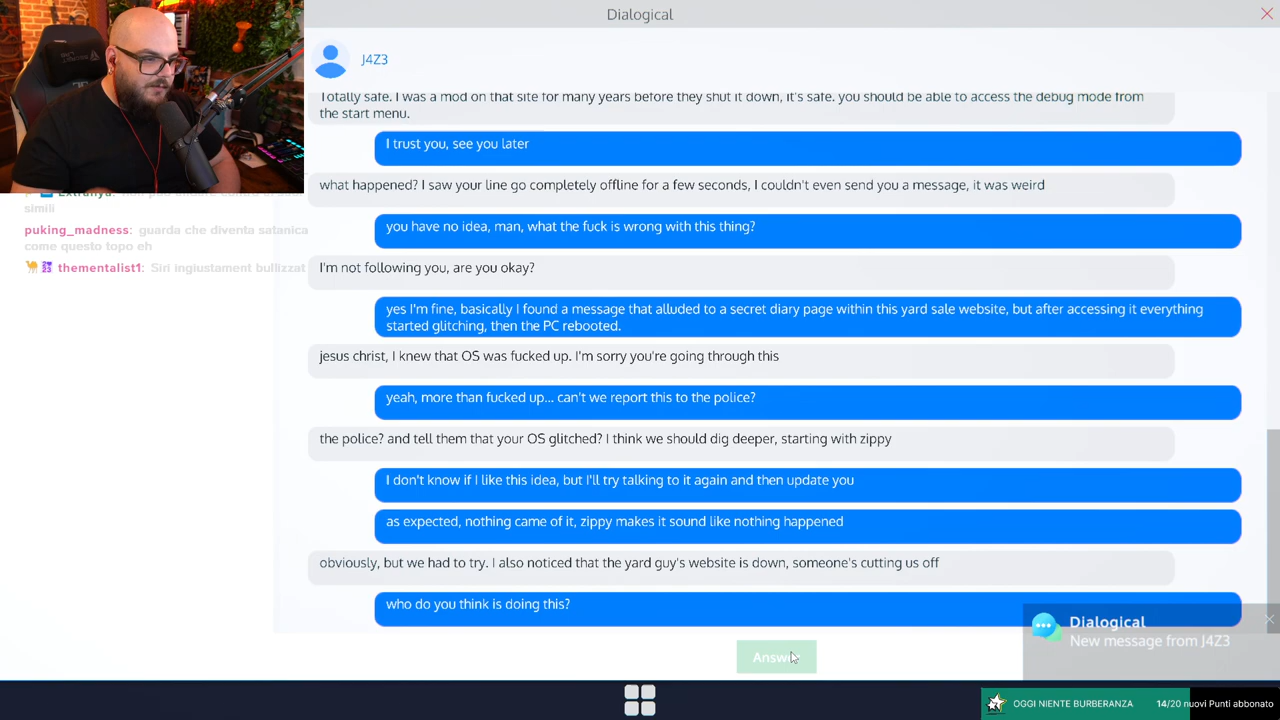 Dialogical
J4Z3
Totally safe. I was a mod on that site for many years before they shut it down, it's safe. you should be able to access the debug mode from
the start menu.
I trust you, see you later
what happened? I saw your line go completely offline for a few seconds, I couldn't even send you a message, it was weird
you have no idea, man, what the fuck is wrong with this thing?
I'm not following you, are you okay?
yes I'm fine, basically I found a message that alluded to a secret diary page within this yard sale website, but after accessing it everything
started glitching, then the PC rebooted.
jesus christ, I knew that OS was fucked up. I'm sorry you're going through this
yeah, more than fucked up... can't we report this to the police?
the police? and tell them that your OS glitched? I think we should dig deeper, starting with zippy
I don't know if I like this idea, but I'll try talking to it again and then update you
as expected, nothing came of it, zippy makes it sound like nothing happened
obviously, but we had to try. I also noticed that the yard guy's website is down, someone's cutting us off
who do you think is doing this?
Answer
Dialogical
New message from J4Z3
simili
puking_madness: guarda che diventa satanica
come questo topo eh
thementalist1: Siri ingiustament bullizzat
OGGI NIENTE BURBERANZA
14/20 nuovi Punti abbonato